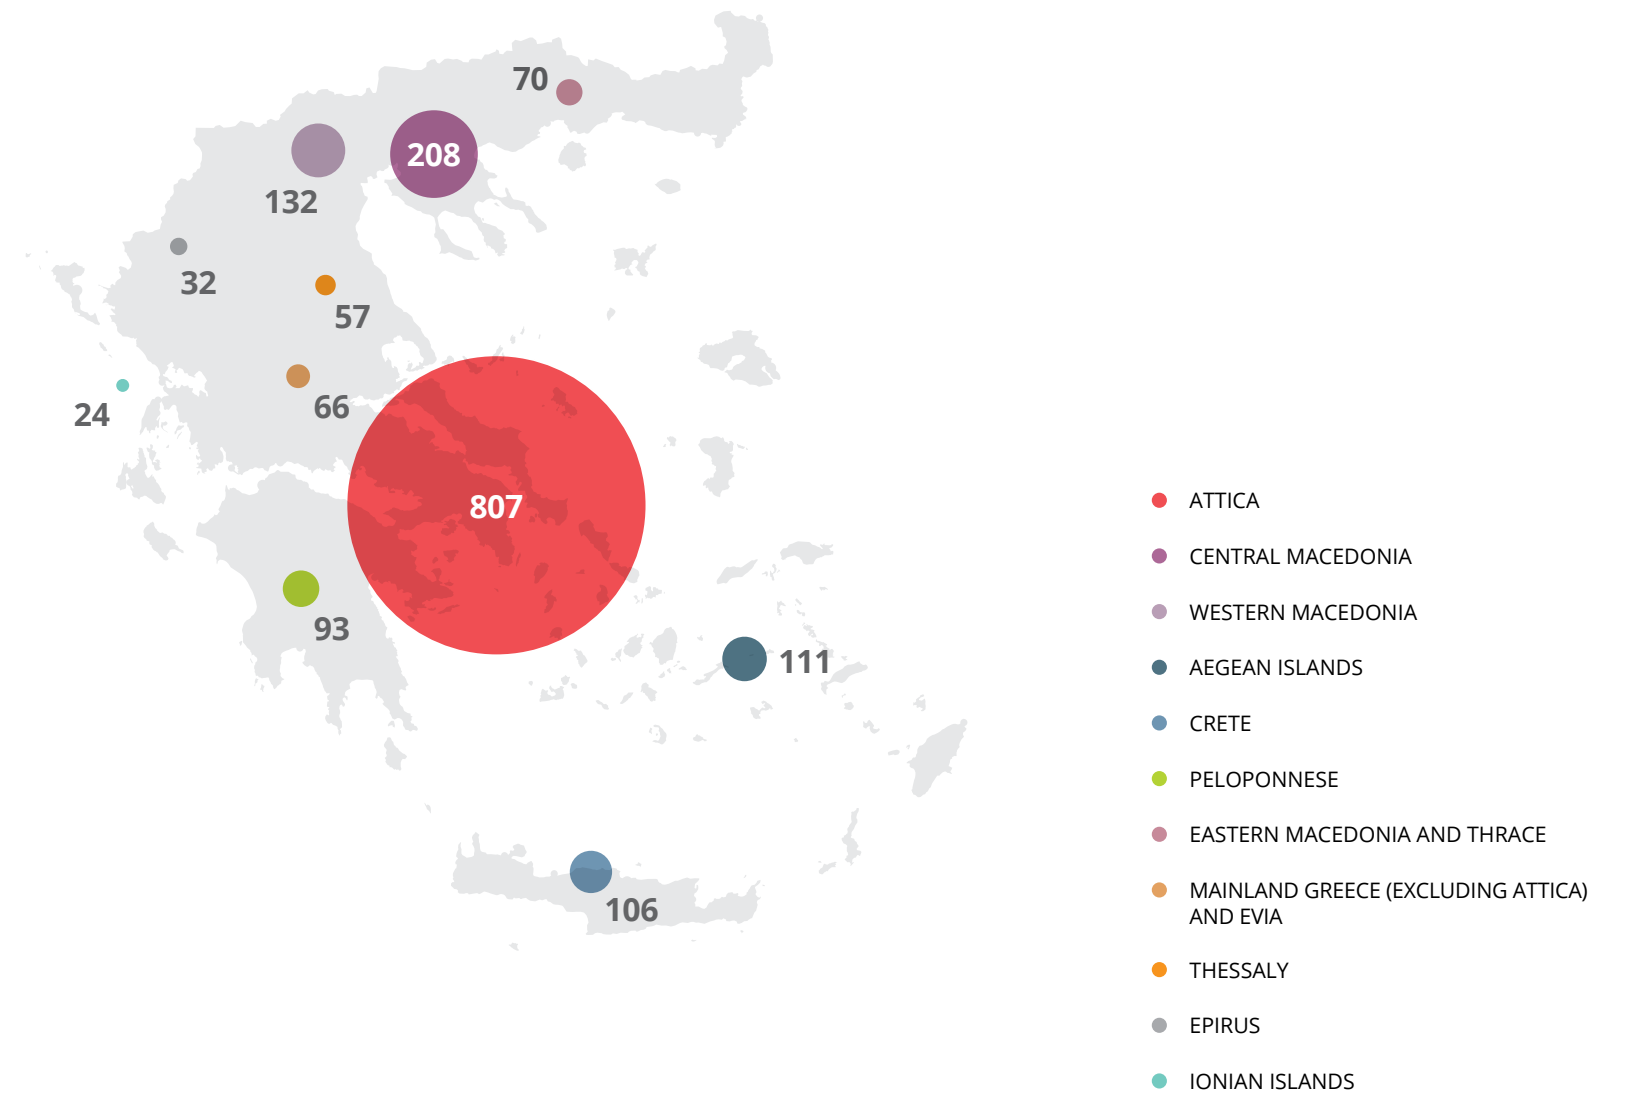 70
208
132
32
57
24
66
807
93
111
106
ATTICA
CENTRAL MACEDONIA
WESTERN MACEDONIA
AEGEAN ISLANDS
CRETE
PELOPONNESE
EASTERN MACEDONIA AND THRACE
MAINLAND GREECE (EXCLUDING ATTICA)
AND EVIA
THESSALY
EPIRUS
IONIAN ISLANDS